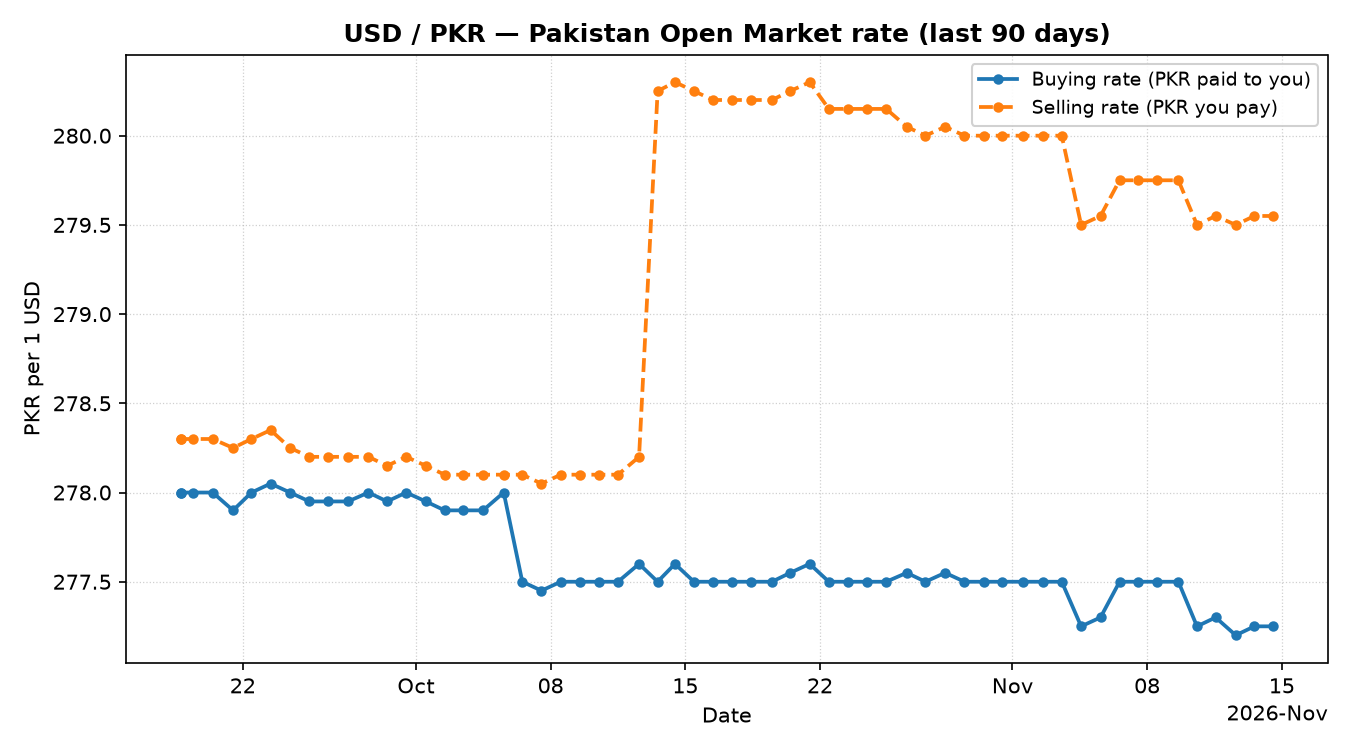 USD / PKR — Pakistan Open Market rate (last 90 days)
Buying rate (PKR paid to you)
Selling rate (PKR you pay)
PKR per 1 USD
280.0
279.5
279.0
278.5
278.0
277.5
22
Oct
08
15
22
Nov
08
15
Date
2026-Nov